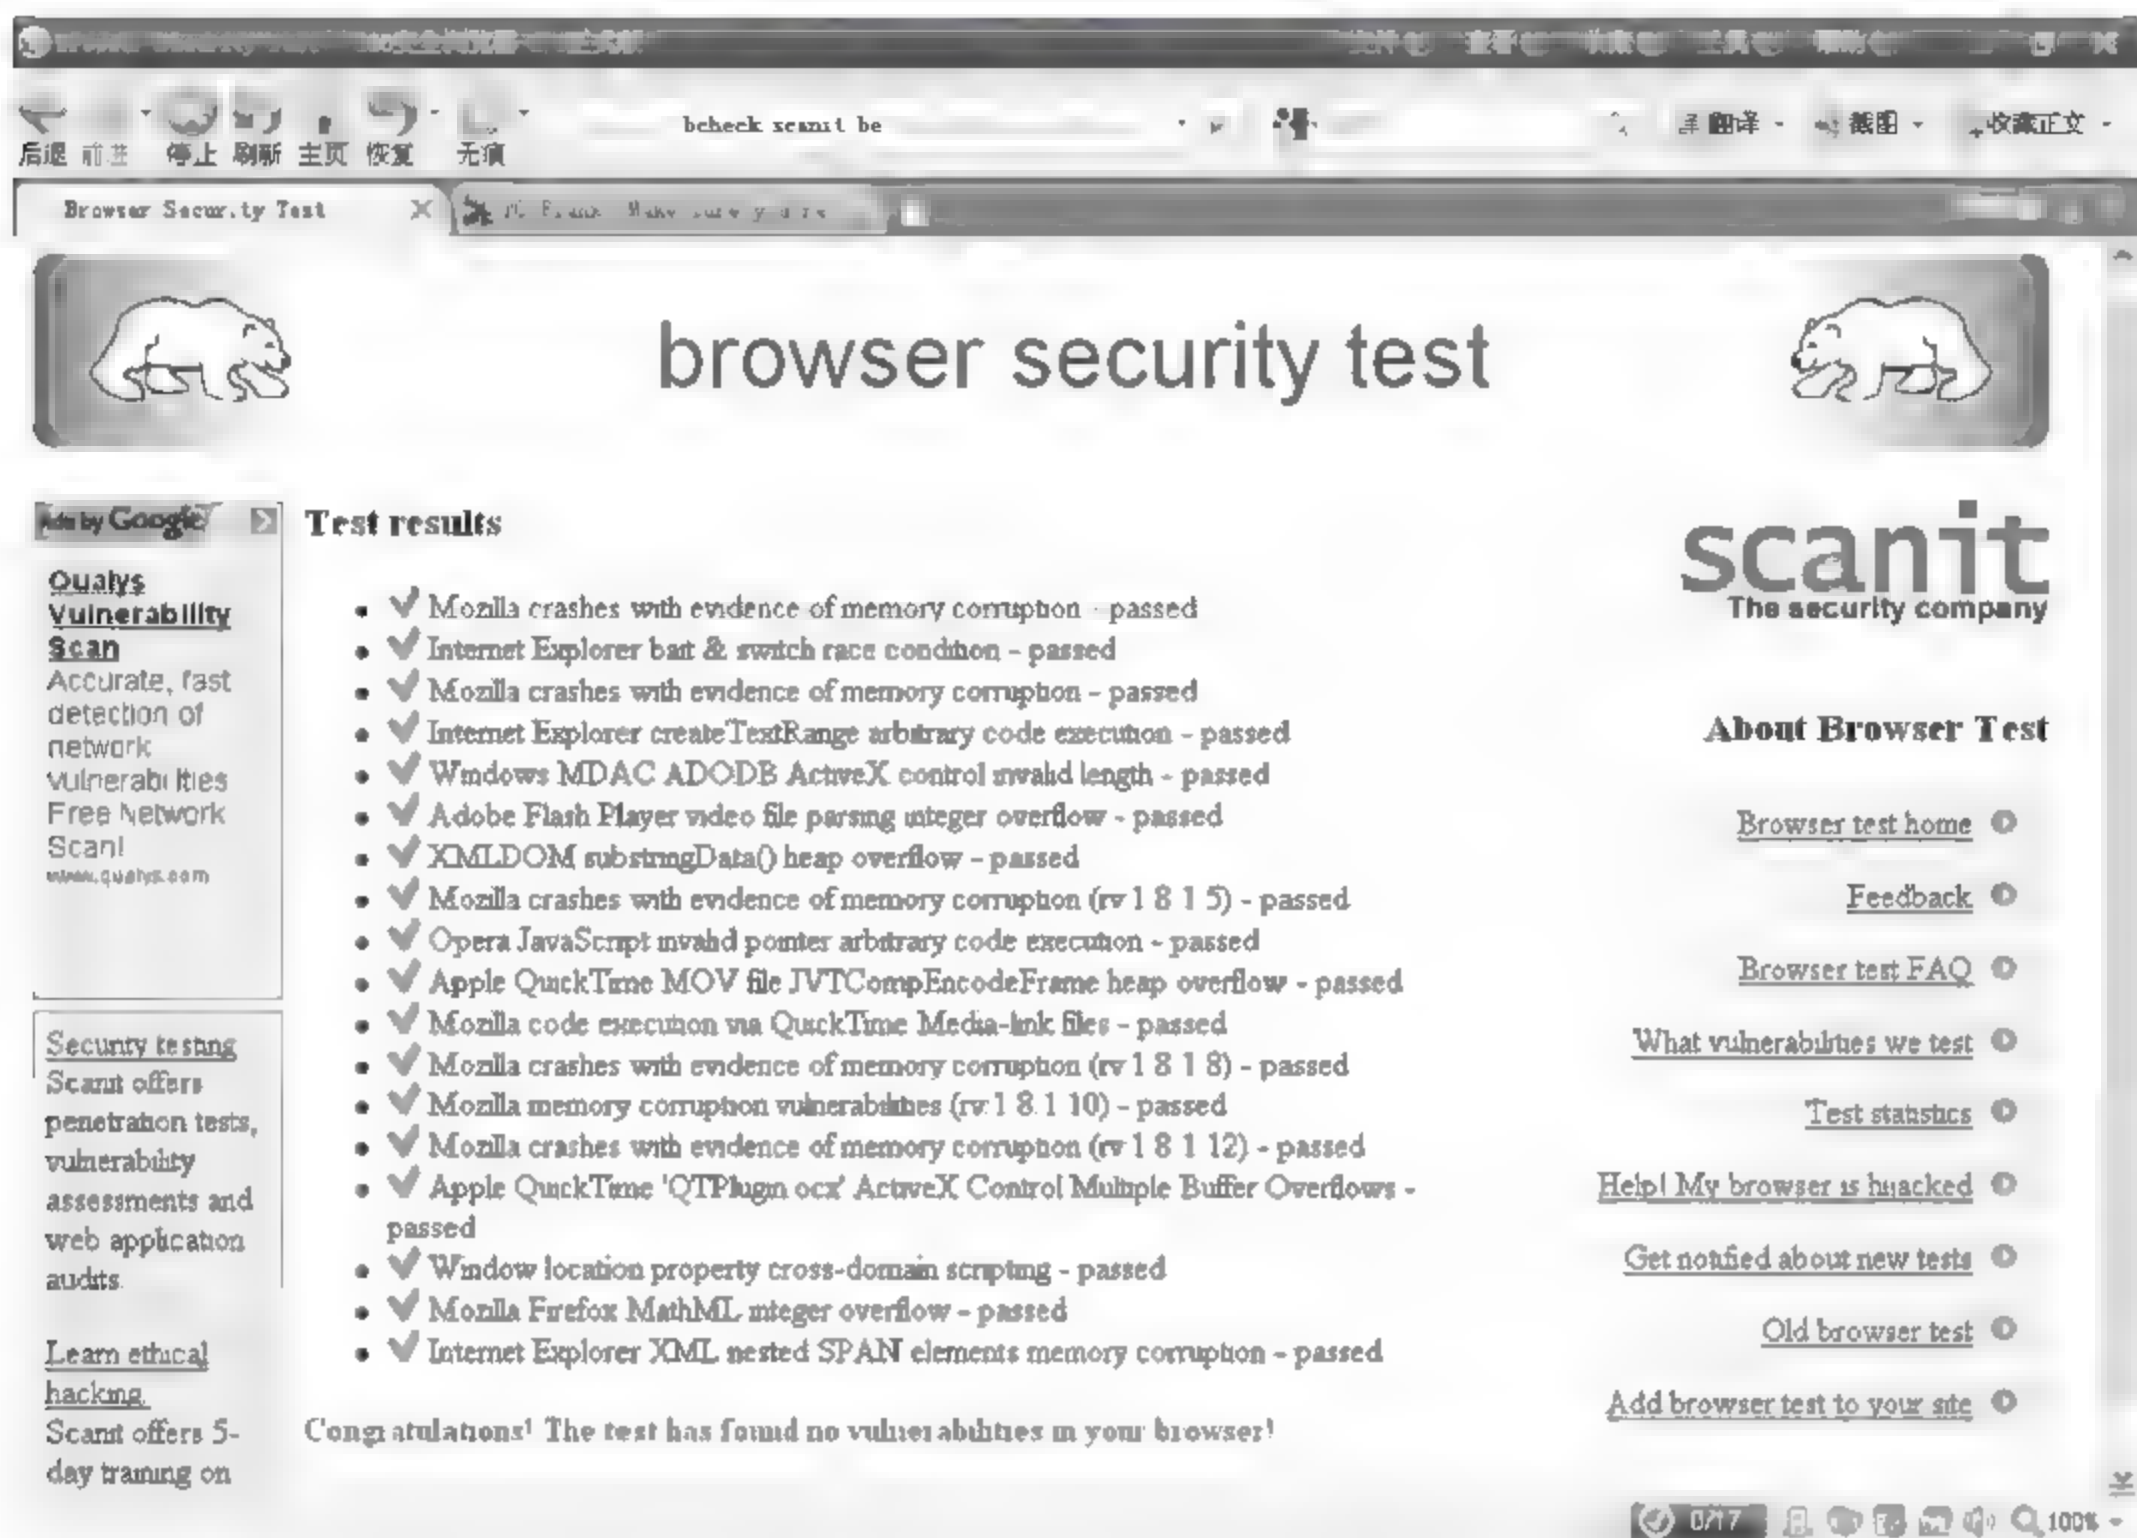 bcheck scanit be
翻译
截图
收藏正文
后退 前进 停止 刷新 主页 恢复 无痕
Browser Security Test
Make sure
browser security test
Ads by Google
Qualys
Vulnerability
Scan
Accurate, fast
detection of
network
vulnerabilities
Free Network
Scan!
www.qualys.com
Security testing
Scanit offers
penetration tests,
vulnerability
assessments and
web application
audits.
Learn ethical
hacking.
Scanit offers 5-
day training on
Test results
Mozilla crashes with evidence of memory corruption - passed
Internet Explorer bait & switch race condition - passed
Mozilla crashes with evidence of memory corruption - passed
Internet Explorer createTextRange arbitrary code execution - passed
Windows MDAC ADODB ActiveX control invalid length - passed
Adobe Flash Player video file parsing integer overflow - passed
XMLDOM substringData() heap overflow - passed
Mozilla crashes with evidence of memory corruption (rv 1 8 1 5) - passed
Opera JavaScript invalid pointer arbitrary code execution - passed
Apple QuickTime MOV file JVTCompEncodeFrame heap overflow - passed
Mozilla code execution via QuickTime Media-link files - passed
Mozilla crashes with evidence of memory corruption (rv 1 8 1 8) - passed
Mozilla memory corruption vulnerabilities (rv:1 8.1 10) - passed
Mozilla crashes with evidence of memory corruption (rv 1 8 1 12) - passed
Apple QuickTime 'QTPlugin ocx' ActiveX Control Multiple Buffer Overflows -
passed
Window location property cross-domain scripting - passed
Mozilla Firefox MathML integer overflow - passed
Internet Explorer XML nested SPAN elements memory corruption - passed
Congratulations! The test has found no vulnerabilities in your browser!
scanit
The security company
About Browser Test
Browser test home
Feedback
Browser test FAQ
What vulnerabilities we test
Test statistics
Help! My browser is hijacked
Get notified about new tests
Old browser test
Add browser test to your site
0/17
100%